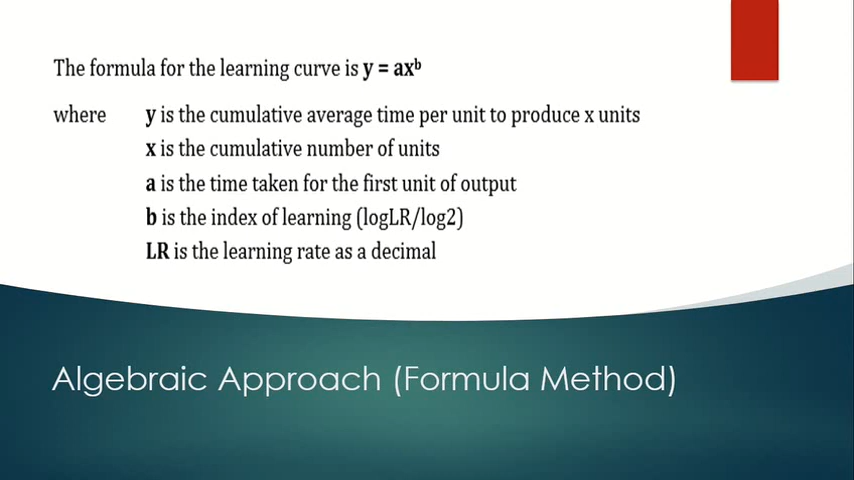 The formula for the learning curve is y = axᵇ
where y is the cumulative average time per unit to produce x units
x is the cumulative number of units
a is the time taken for the first unit of output
b is the index of learning (logLR/log2)
LR is the learning rate as a decimal
Algebraic Approach (Formula Method)